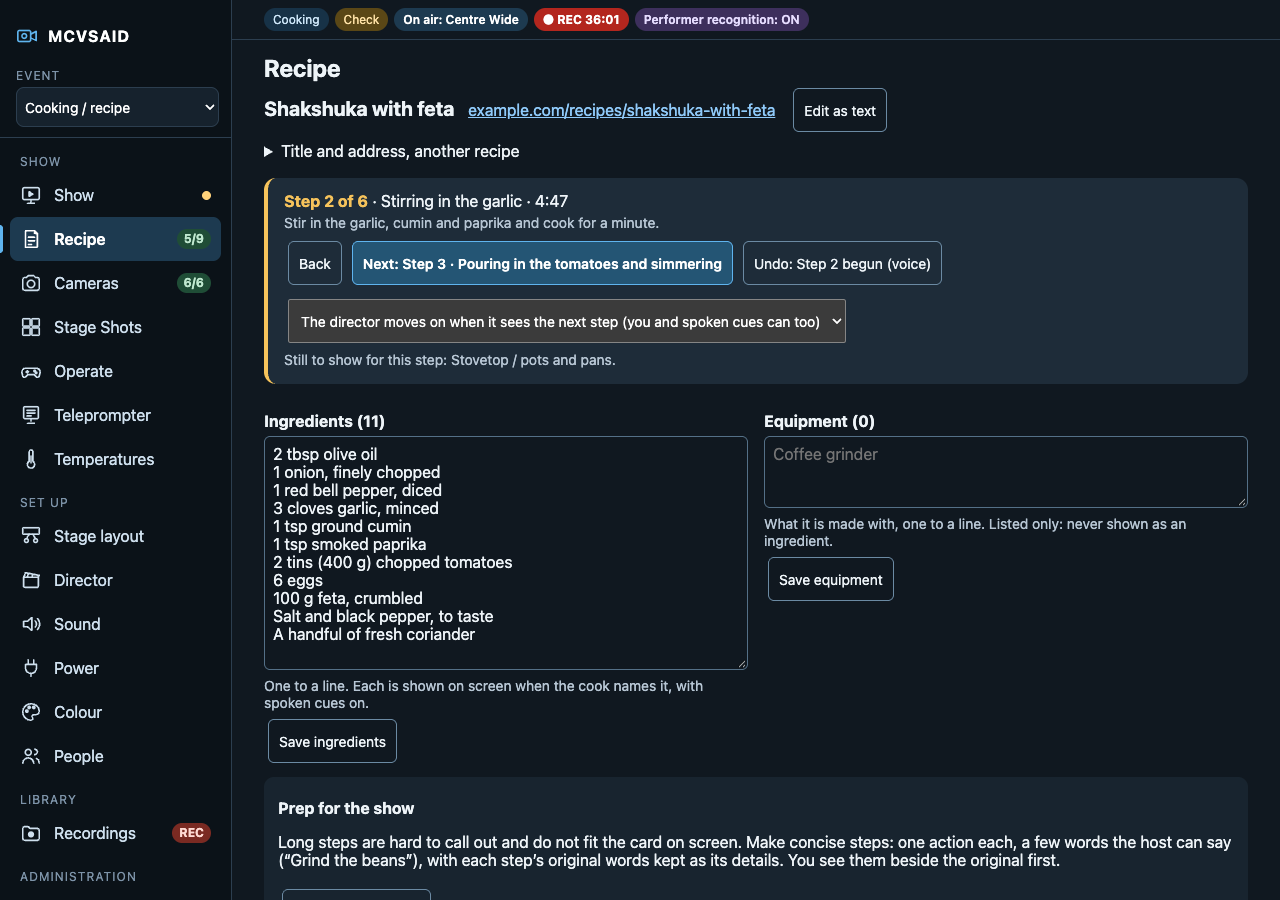 MCVSAID
EVENT
Cooking / recipe
SHOW
Show
Recipe 5/9
Cameras 6/6
Stage Shots
Operate
Teleprompter
Temperatures
SET UP
Stage layout
Director
Sound
Power
Colour
People
LIBRARY
Recordings REC
ADMINISTRATION
Cooking Check On air: Centre Wide REC 36:01 Performer recognition: ON
Recipe
Shakshuka with feta example.com/recipes/shakshuka-with-feta Edit as text
Title and address, another recipe
Step 2 of 6 · Stirring in the garlic · 4:47
Stir in the garlic, cumin and paprika and cook for a minute.
Back Next: Step 3 · Pouring in the tomatoes and simmering Undo: Step 2 begun (voice)
The director moves on when it sees the next step (you and spoken cues can too)
Still to show for this step: Stovetop / pots and pans.
Ingredients (11)
2 tbsp olive oil
1 onion, finely chopped
1 red bell pepper, diced
3 cloves garlic, minced
1 tsp ground cumin
1 tsp smoked paprika
2 tins (400 g) chopped tomatoes
6 eggs
100 g feta, crumbled
Salt and black pepper, to taste
A handful of fresh coriander
One to a line. Each is shown on screen when the cook names it, with
spoken cues on.
Save ingredients
Equipment (0)
Coffee grinder
What it is made with, one to a line. Listed only: never shown as an
ingredient.
Save equipment
Prep for the show
Long steps are hard to call out and do not fit the card on screen. Make concise steps: one action each, a few words the host can say
(“Grind the beans”), with each step’s original words kept as its details. You see them beside the original first.